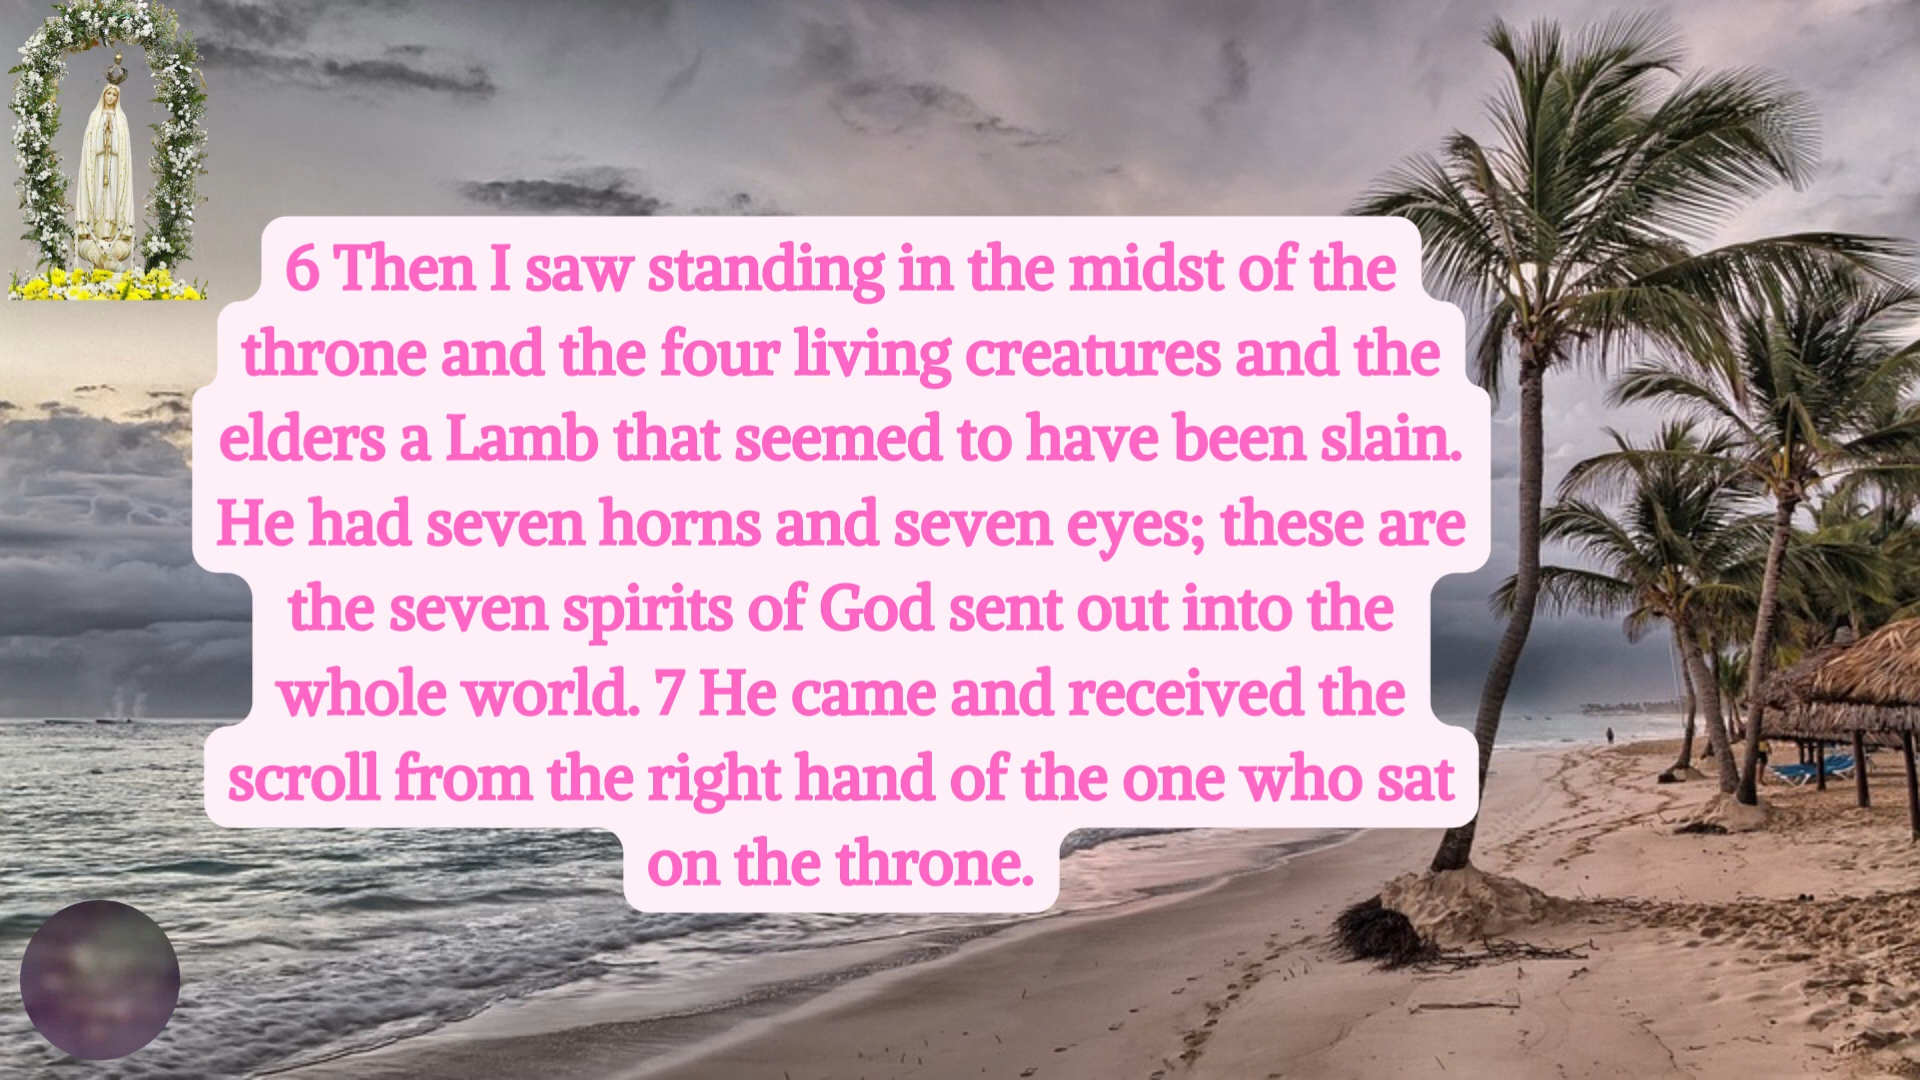 6 Then I saw standing in the midst of the
throne and the four living creatures and the
elders a Lamb that seemed to have been slain.
He had seven horns and seven eyes; these are
the seven spirits of God sent out into the
whole world. 7 He came and received the
scroll from the right hand of the one who sat
on the throne.